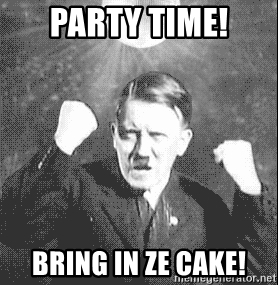 PARTY TIME!
BRING IN ZE CAKE!
memegenerator.net